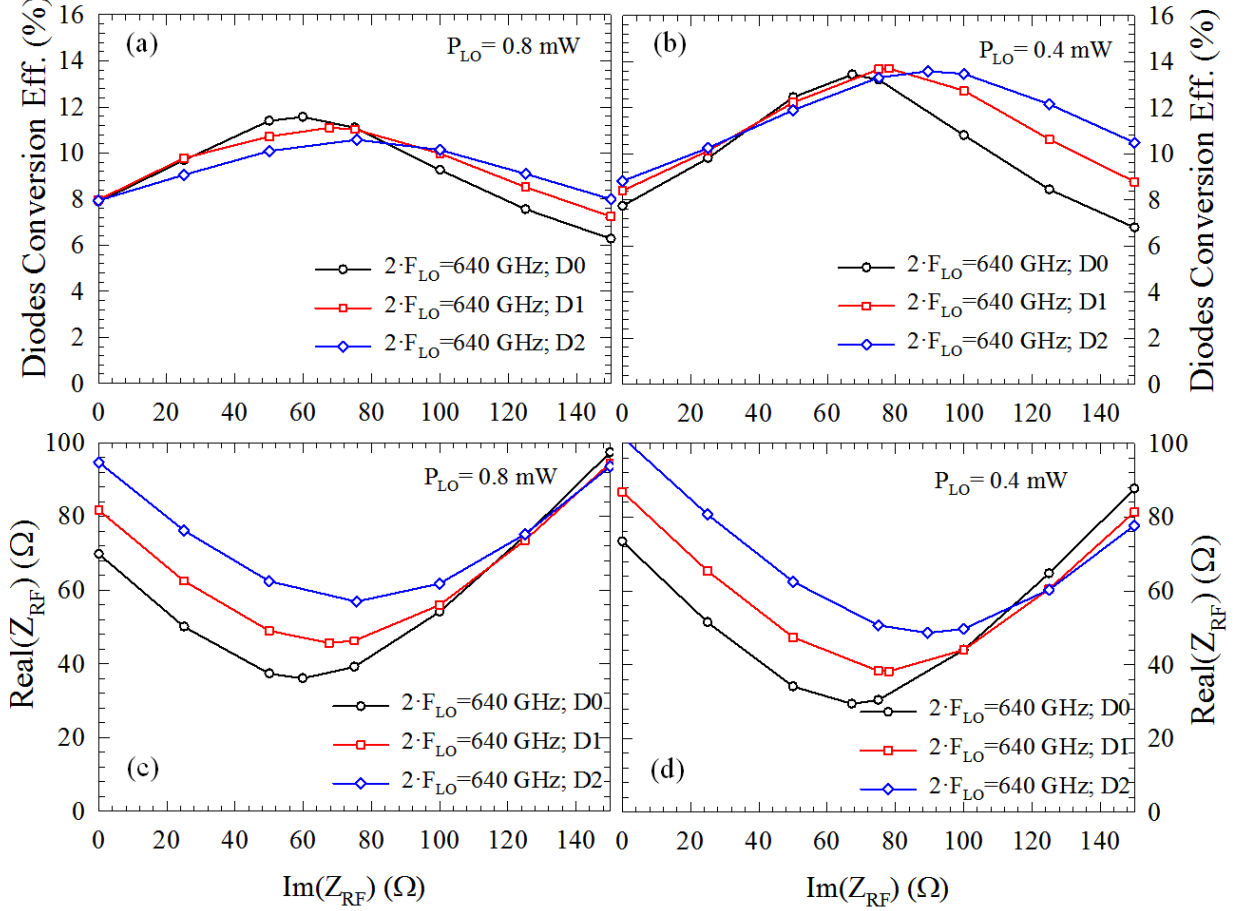 Diodes Conversion Eff. (%)
16
14
12
10
8
6
4
2
0
(a)
P_LO= 0.8 mW
2·F_LO=640 GHz; D0
2·F_LO=640 GHz; D1
2·F_LO=640 GHz; D2
0 20 40 60 80 100 120 140
(b)
P_LO= 0.4 mW
2·F_LO=640 GHz; D0
2·F_LO=640 GHz; D1
2·F_LO=640 GHz; D2
0 20 40 60 80 100 120 140
16
14
12
10
8
6
4
2
0
Diodes Conversion Eff. (%)
Real(Z_RF) (Ω)
100
80
60
40
20
0
P_LO= 0.8 mW
2·F_LO=640 GHz; D0
2·F_LO=640 GHz; D1
2·F_LO=640 GHz; D2
(c)
0 20 40 60 80 100 120 140
Im(Z_RF) (Ω)
P_LO= 0.4 mW
2·F_LO=640 GHz; D0
2·F_LO=640 GHz; D1
2·F_LO=640 GHz; D2
(d)
0 20 40 60 80 100 120 140
Im(Z_RF) (Ω)
100
80
60
40
20
0
Real(Z_RF) (Ω)